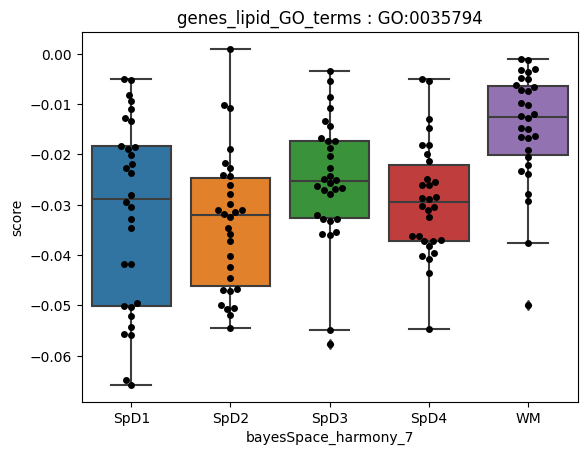 genes_lipid_GO_terms : GO:0035794
0.00
−0.01
−0.02
−0.03
−0.04
−0.05
−0.06
score
SpD1 SpD2 SpD3 SpD4 WM
bayesSpace_harmony_7